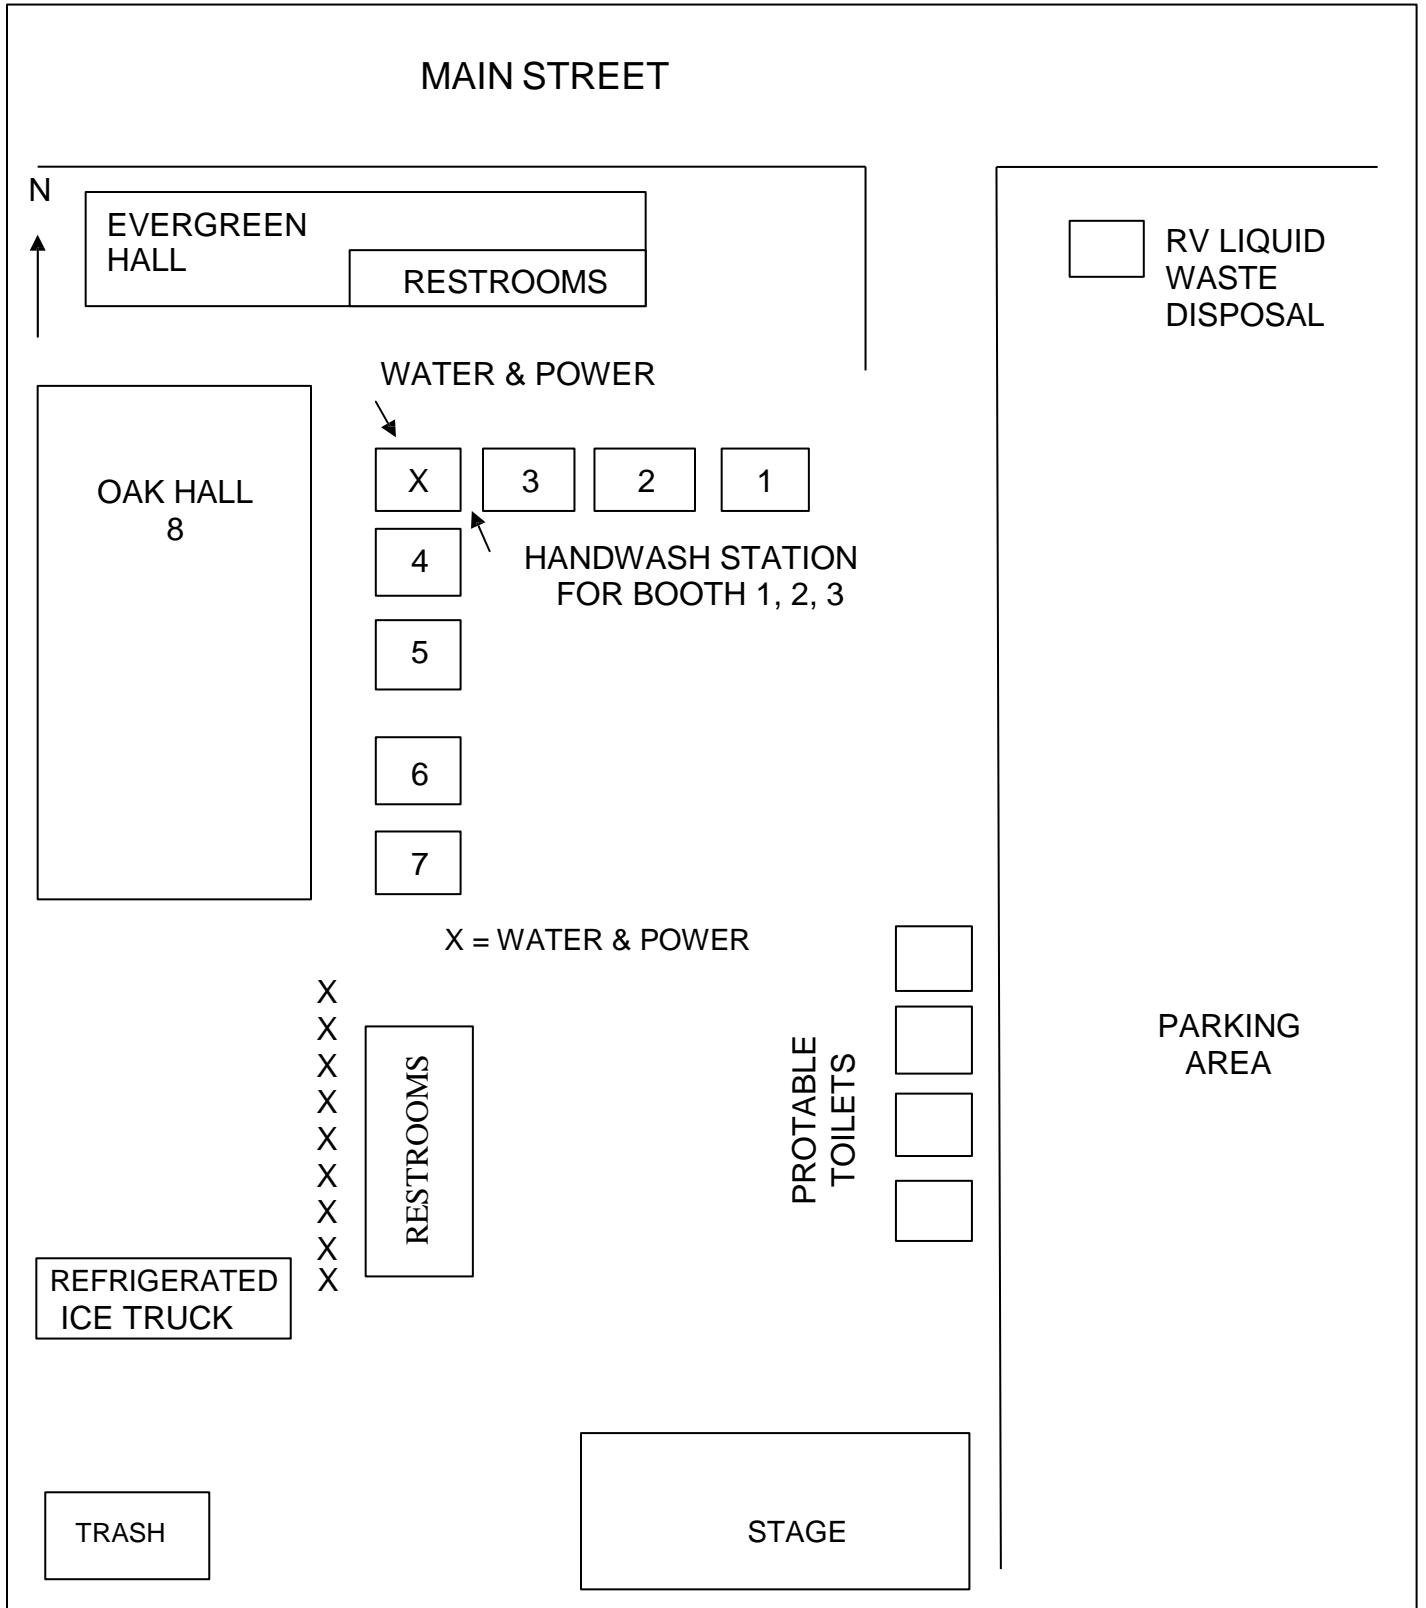 MAIN STREET
N
EVERGREEN
HALL
RESTROOMS
RV LIQUID
WASTE
DISPOSAL
WATER & POWER
OAK HALL
8
X
3
2
1
HANDWASH STATION
FOR BOOTH 1, 2, 3
4
5
6
7
X = WATER & POWER
X
X
X
X
X
X
X
X
X
RESTROOMS
PROTABLE
TOILETS
PARKING
AREA
REFRIGERATED
ICE TRUCK
TRASH
STAGE